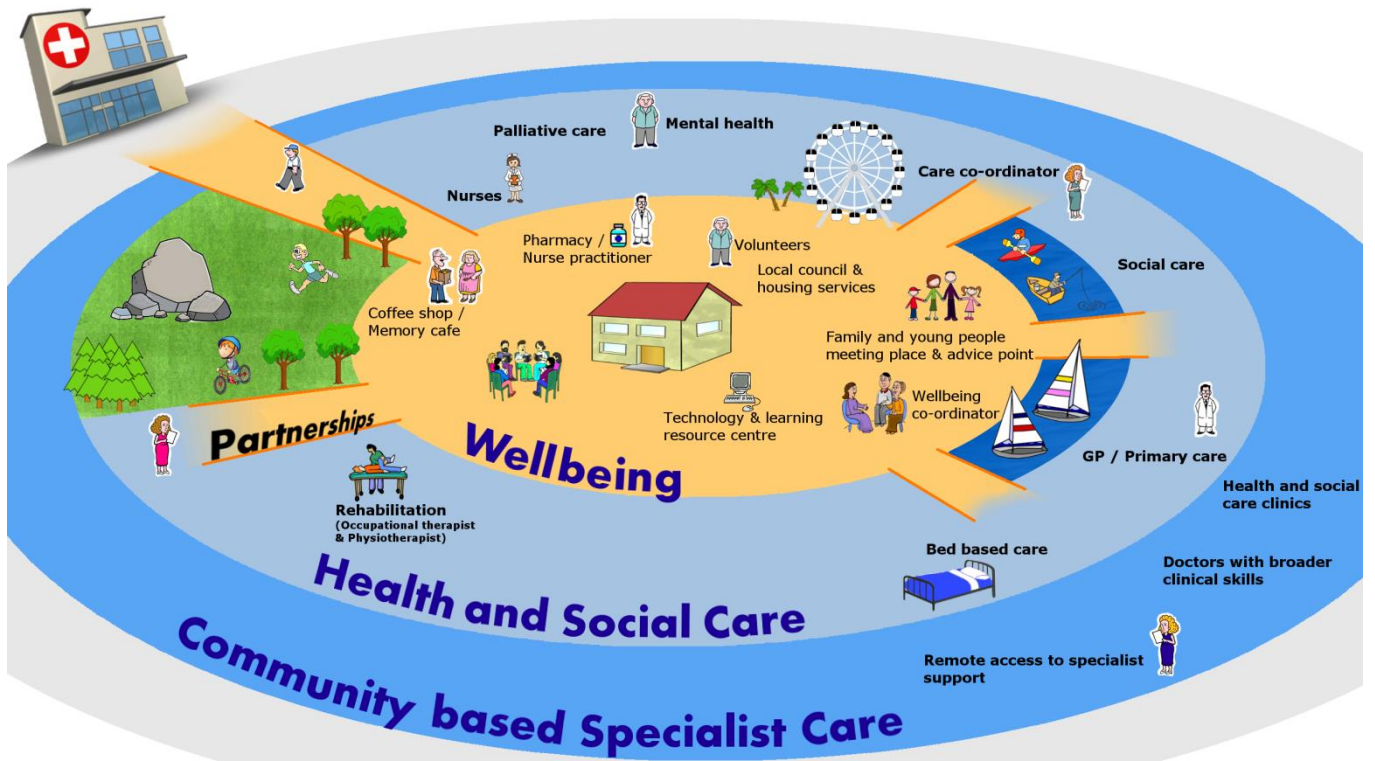 Palliative care
Mental health
Nurses
Care co-ordinator
Pharmacy /
Nurse practitioner
Volunteers
Local council &
housing services
Social care
Coffee shop /
Memory cafe
Family and young people
meeting place & advice point
Wellbeing
co-ordinator
Technology & learning
resource centre
Partnerships
Wellbeing
GP / Primary care
Health and social
care clinics
Rehabilitation
(Occupational therapist
& Physiotherapist)
Bed based care
Doctors with broader
clinical skills
Health and Social Care
Remote access to specialist
support
Community based Specialist Care